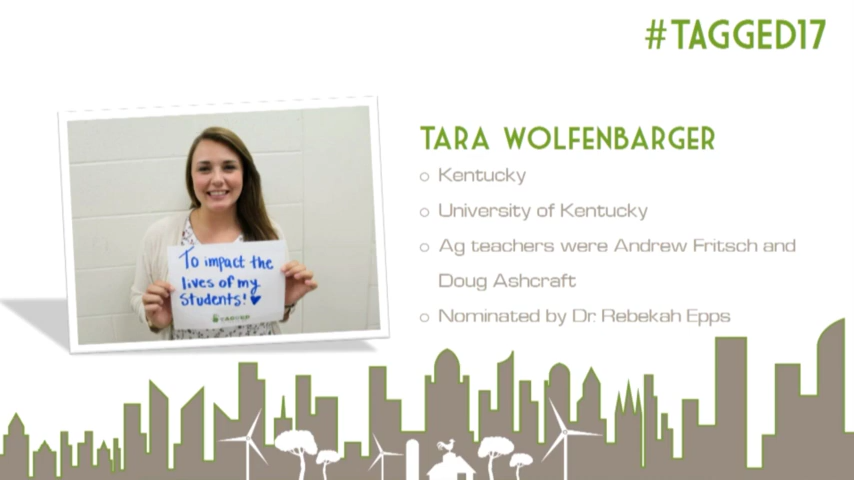 #TAGGED17
TARA WOLFENBARGER
Kentucky
University of Kentucky
Ag teachers were Andrew Fritsch and
Doug Ashcraft
Nominated by Dr. Rebekah Epps
To impact the
lives of my
Students! ♥